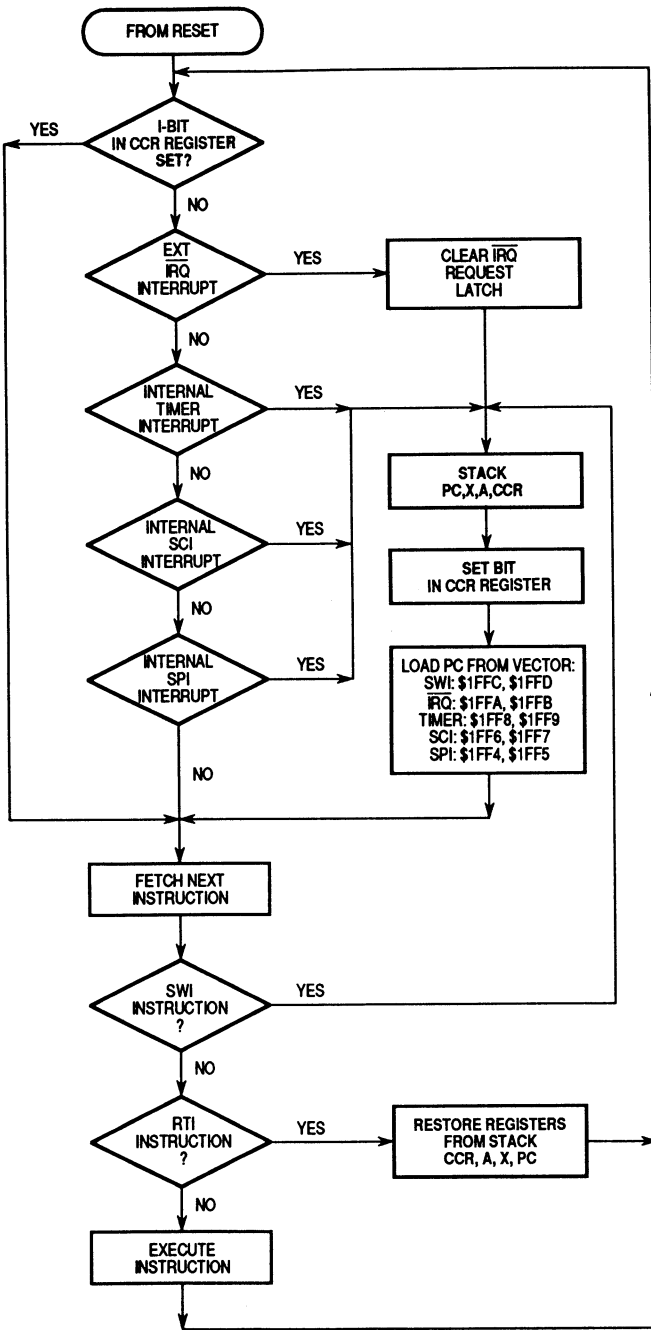 FROM RESET
I-BIT
IN CCR REGISTER
SET?
YES
NO
EXT
IRQ
INTERRUPT
YES
CLEAR IRQ
REQUEST
LATCH
NO
INTERNAL
TIMER
INTERRUPT
YES
NO
STACK
PC,X,A,CCR
INTERNAL
SCI
INTERRUPT
YES
SET BIT
IN CCR REGISTER
NO
INTERNAL
SPI
INTERRUPT
YES
LOAD PC FROM VECTOR:
SWI: $1FFC, $1FFD
IRQ: $1FFA, $1FFB
TIMER: $1FF8, $1FF9
SCI: $1FF6, $1FF7
SPI: $1FF4, $1FF5
NO
FETCH NEXT
INSTRUCTION
SWI
INSTRUCTION
?
YES
NO
RTI
INSTRUCTION
?
YES
RESTORE REGISTERS
FROM STACK
CCR, A, X, PC
NO
EXECUTE
INSTRUCTION